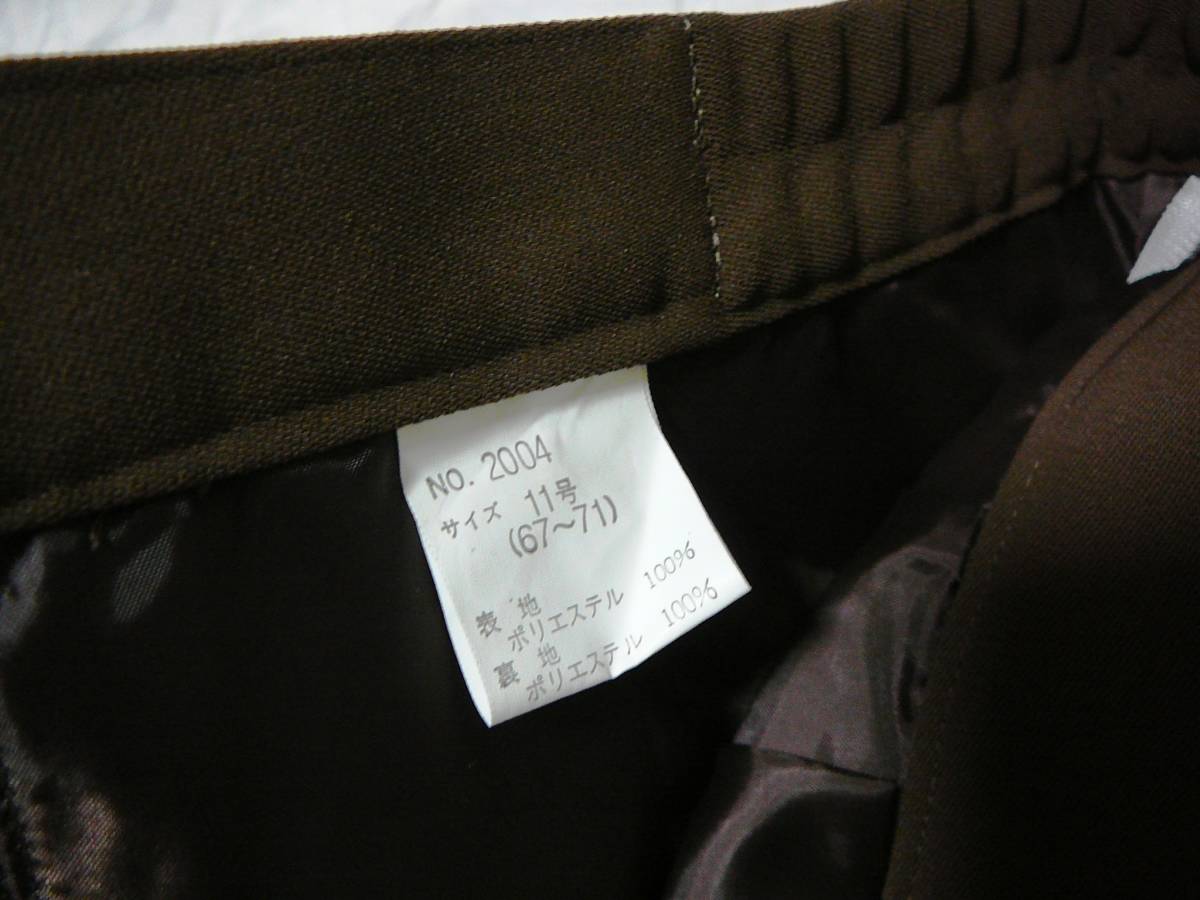 NO. 2004
サイズ 11号
(67～71)
表 地
ポリエステル 100%
裏 地
ポリエステル 100%